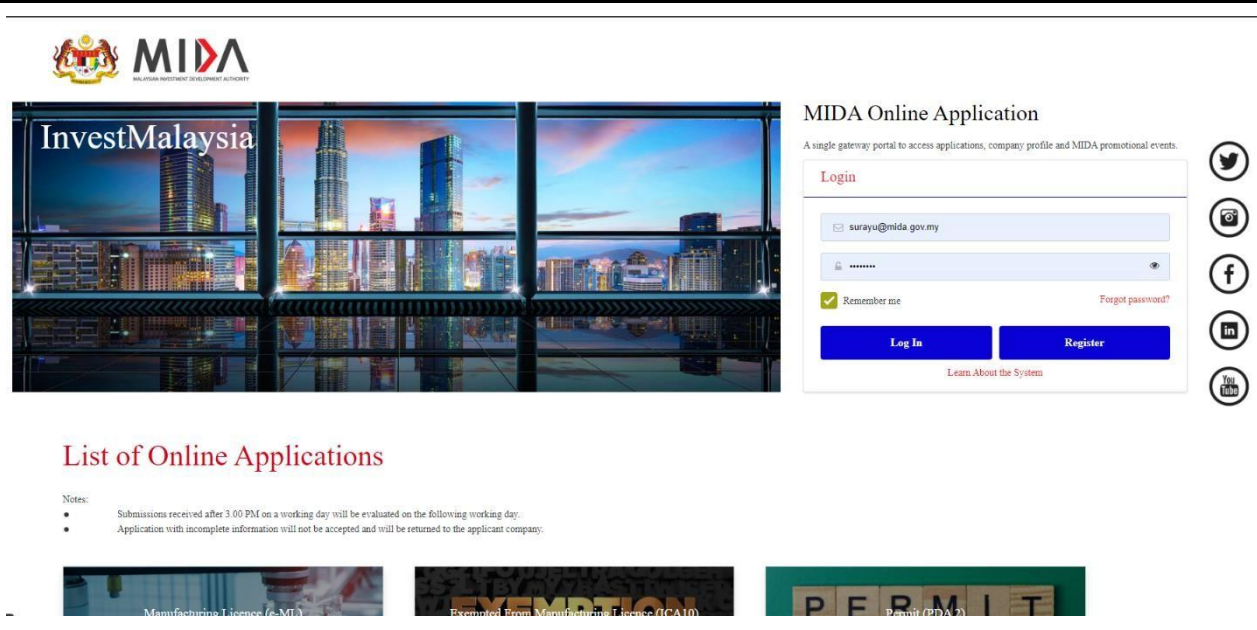 MIDA
MALAYSIAN INVESTMENT DEVELOPMENT AUTHORITY
InvestMalaysia
MIDA Online Application
A single gateway portal to access applications, company profile and MIDA promotional events.
Login
surayu@mida.gov.my
••••••••
Remember me
Forgot password?
Log In
Register
Learn About the System
You
Tube
List of Online Applications
Notes:
• Submissions received after 3.00 PM on a working day will be evaluated on the following working day.
• Application with incomplete information will not be accepted and will be returned to the applicant company.
Manufacturing Licence (e-ML)
EXEMPTION
Exempted From Manufacturing Licence (ICA10)
PERMIT
Permit (PDA 2)